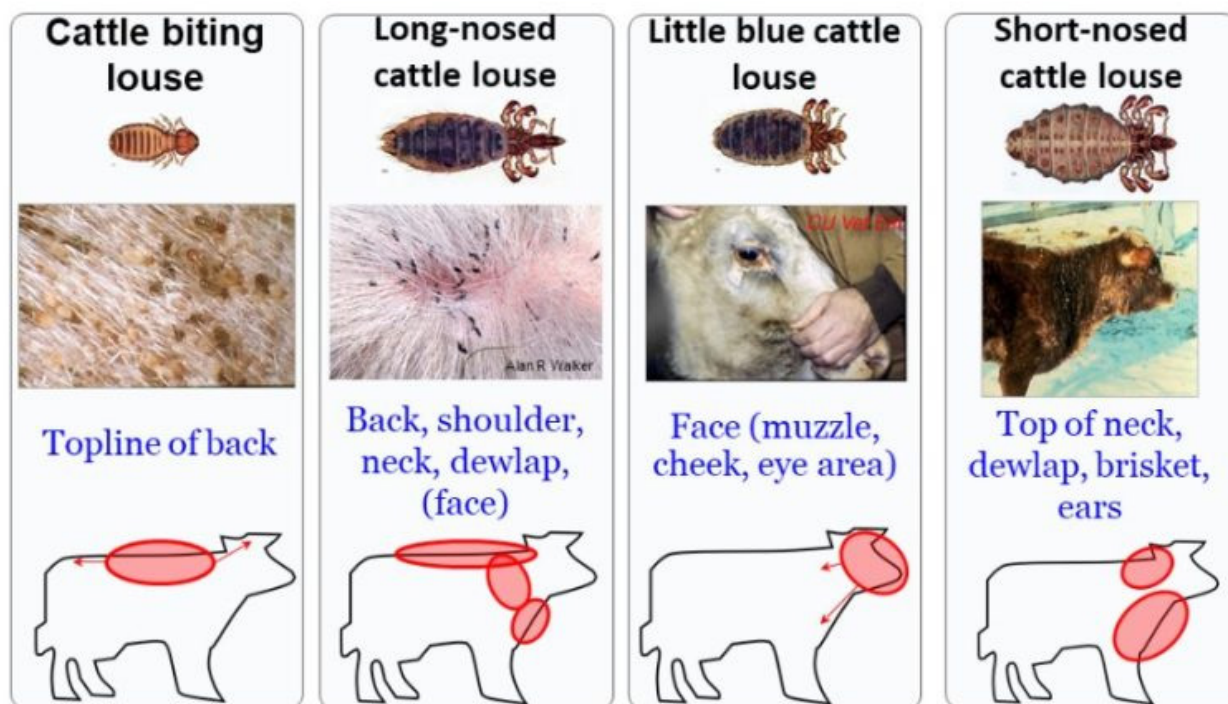 Cattle biting
louse
Topline of back
Long-nosed
cattle louse
Alan R Walker
Back, shoulder,
neck, dewlap,
(face)
Little blue cattle
louse
Face (muzzle,
cheek, eye area)
Short-nosed
cattle louse
Top of neck,
dewlap, brisket,
ears